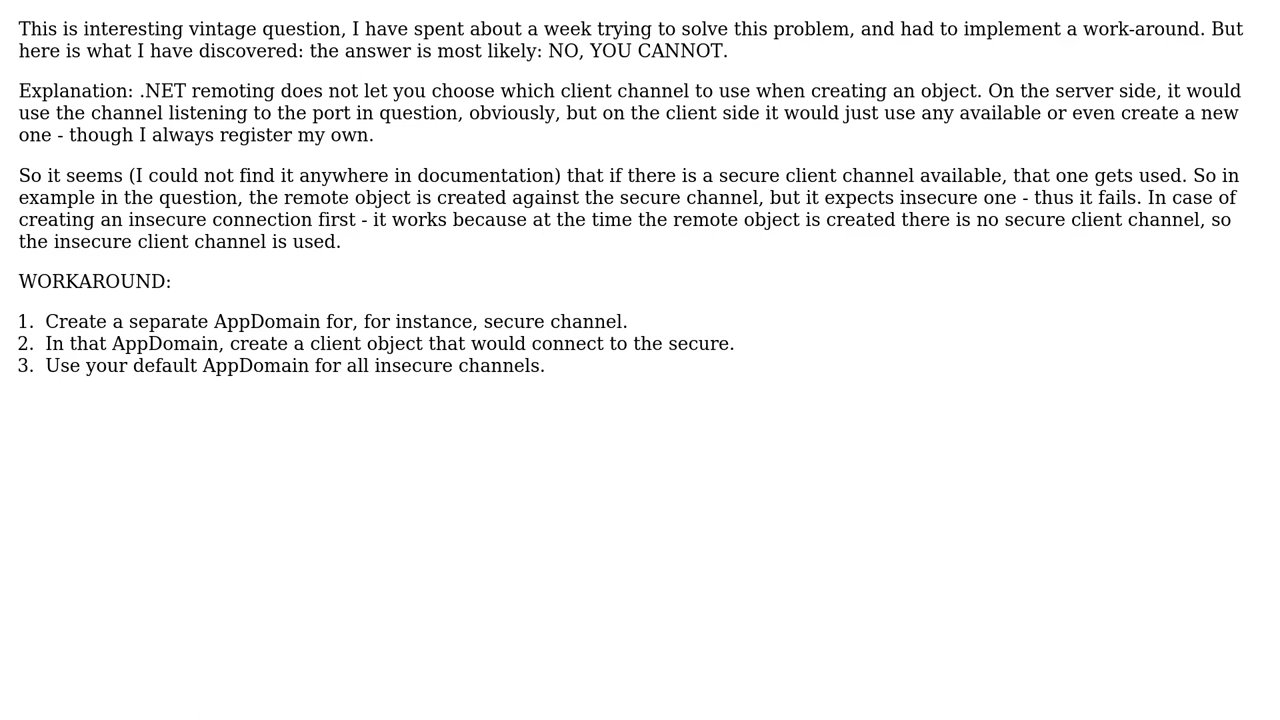 This is interesting vintage question, I have spent about a week trying to solve this problem, and had to implement a work-around. But
here is what I have discovered: the answer is most likely: NO, YOU CANNOT.
Explanation: .NET remoting does not let you choose which client channel to use when creating an object. On the server side, it would
use the channel listening to the port in question, obviously, but on the client side it would just use any available or even create a new
one - though I always register my own.
So it seems (I could not find it anywhere in documentation) that if there is a secure client channel available, that one gets used. So in
example in the question, the remote object is created against the secure channel, but it expects insecure one - thus it fails. In case of
creating an insecure connection first - it works because at the time the remote object is created there is no secure client channel, so
the insecure client channel is used.
WORKAROUND:
1. Create a separate AppDomain for, for instance, secure channel.
2. In that AppDomain, create a client object that would connect to the secure.
3. Use your default AppDomain for all insecure channels.